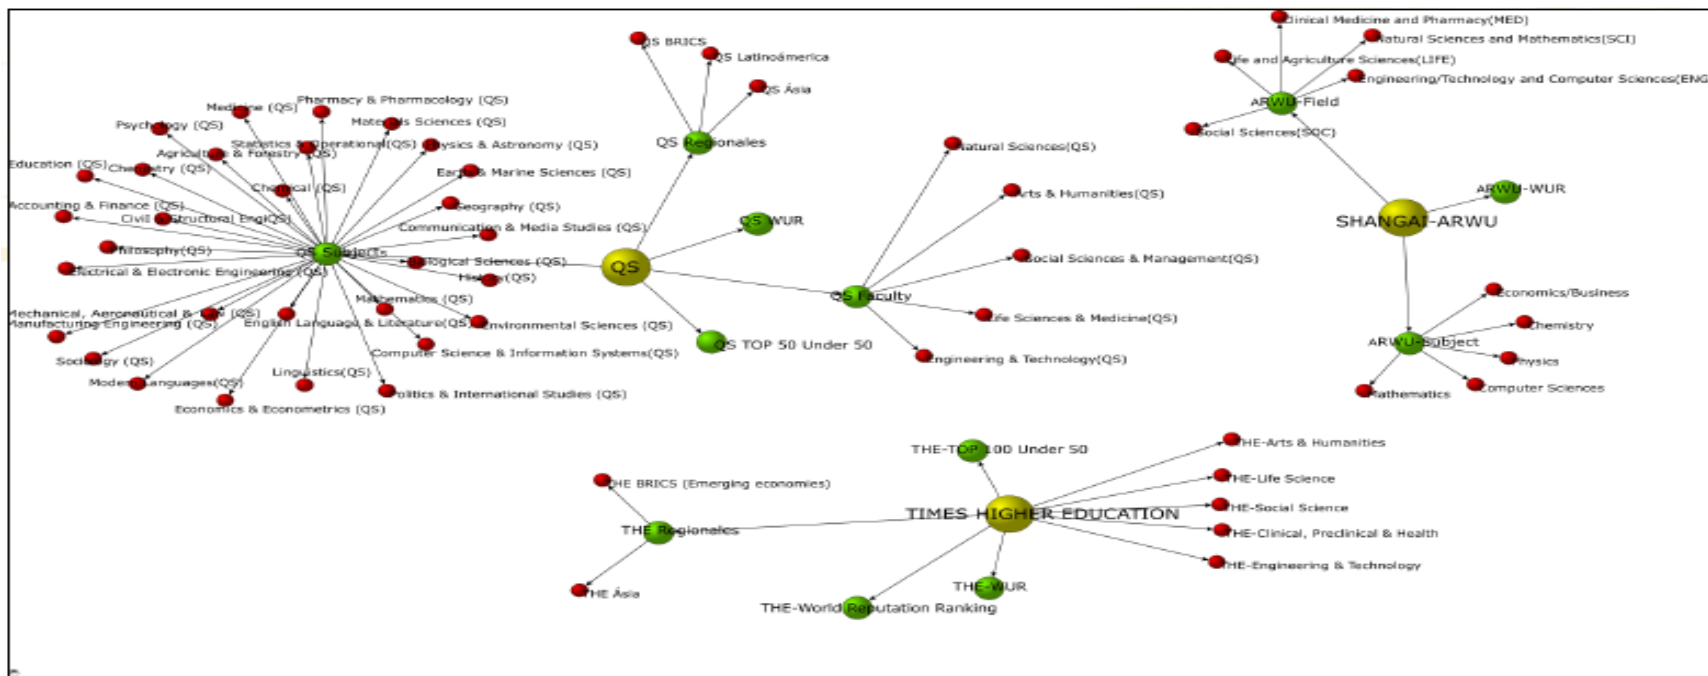 Clinical Medicine and Pharmacy(MED)
Natural Sciences and Mathematics(SCI)
Life and Agriculture Sciences(LIFE)
Engineering/Technology and Computer Sciences(ENG
ARWU-Field
Social Sciences(SOC)
ARWU-WUR
SHANGAI-ARWU
Economics/Business
Chemistry
ARWU-Subject
Physics
Computer Sciences
Mathematics
QS BRICS
QS Latinoámerica
QS Ásia
QS Regionales
QS WUR
QS
QS TOP 50 Under 50
QS Faculty
Natural Sciences(QS)
Arts & Humanities(QS)
Social Sciences & Management(QS)
Life Sciences & Medicine(QS)
Engineering & Technology(QS)
Pharmacy & Pharmacology (QS)
Medicine (QS)
Materials Sciences (QS)
Psychology (QS)
Statistics & Operational(QS)
Physics & Astronomy (QS)
Agriculture & Forestry (QS)
Education (QS)
Chemistry (QS)
Earth & Marine Sciences (QS)
Chemical (QS)
Accounting & Finance (QS)
Geography (QS)
Civil & Structural Engi(QS)
Communication & Media Studies (QS)
Philosophy(QS)
QS Subjects
Biological Sciences (QS)
Electrical & Electronic Engineering (QS)
History(QS)
Mathematics (QS)
Mechanical, Aeronautical &
(QS)
Manufacturing Engineering (QS)
English Language & Literature(QS)
Environmental Sciences (QS)
Sociology (QS)
Computer Science & Information Systems(QS)
Linguistics(QS)
Modern Languages(QS)
Politics & International Studies (QS)
Economics & Econometrics (QS)
THE-TOP 100 Under 50
THE-Arts & Humanities
THE BRICS (Emerging economies)
THE-Life Science
THE-Social Science
TIMES HIGHER EDUCATION
THE Regionales
THE-Clinical, Preclinical & Health
THE-Engineering & Technology
THE-WUR
THE Ásia
THE-World Reputation Ranking